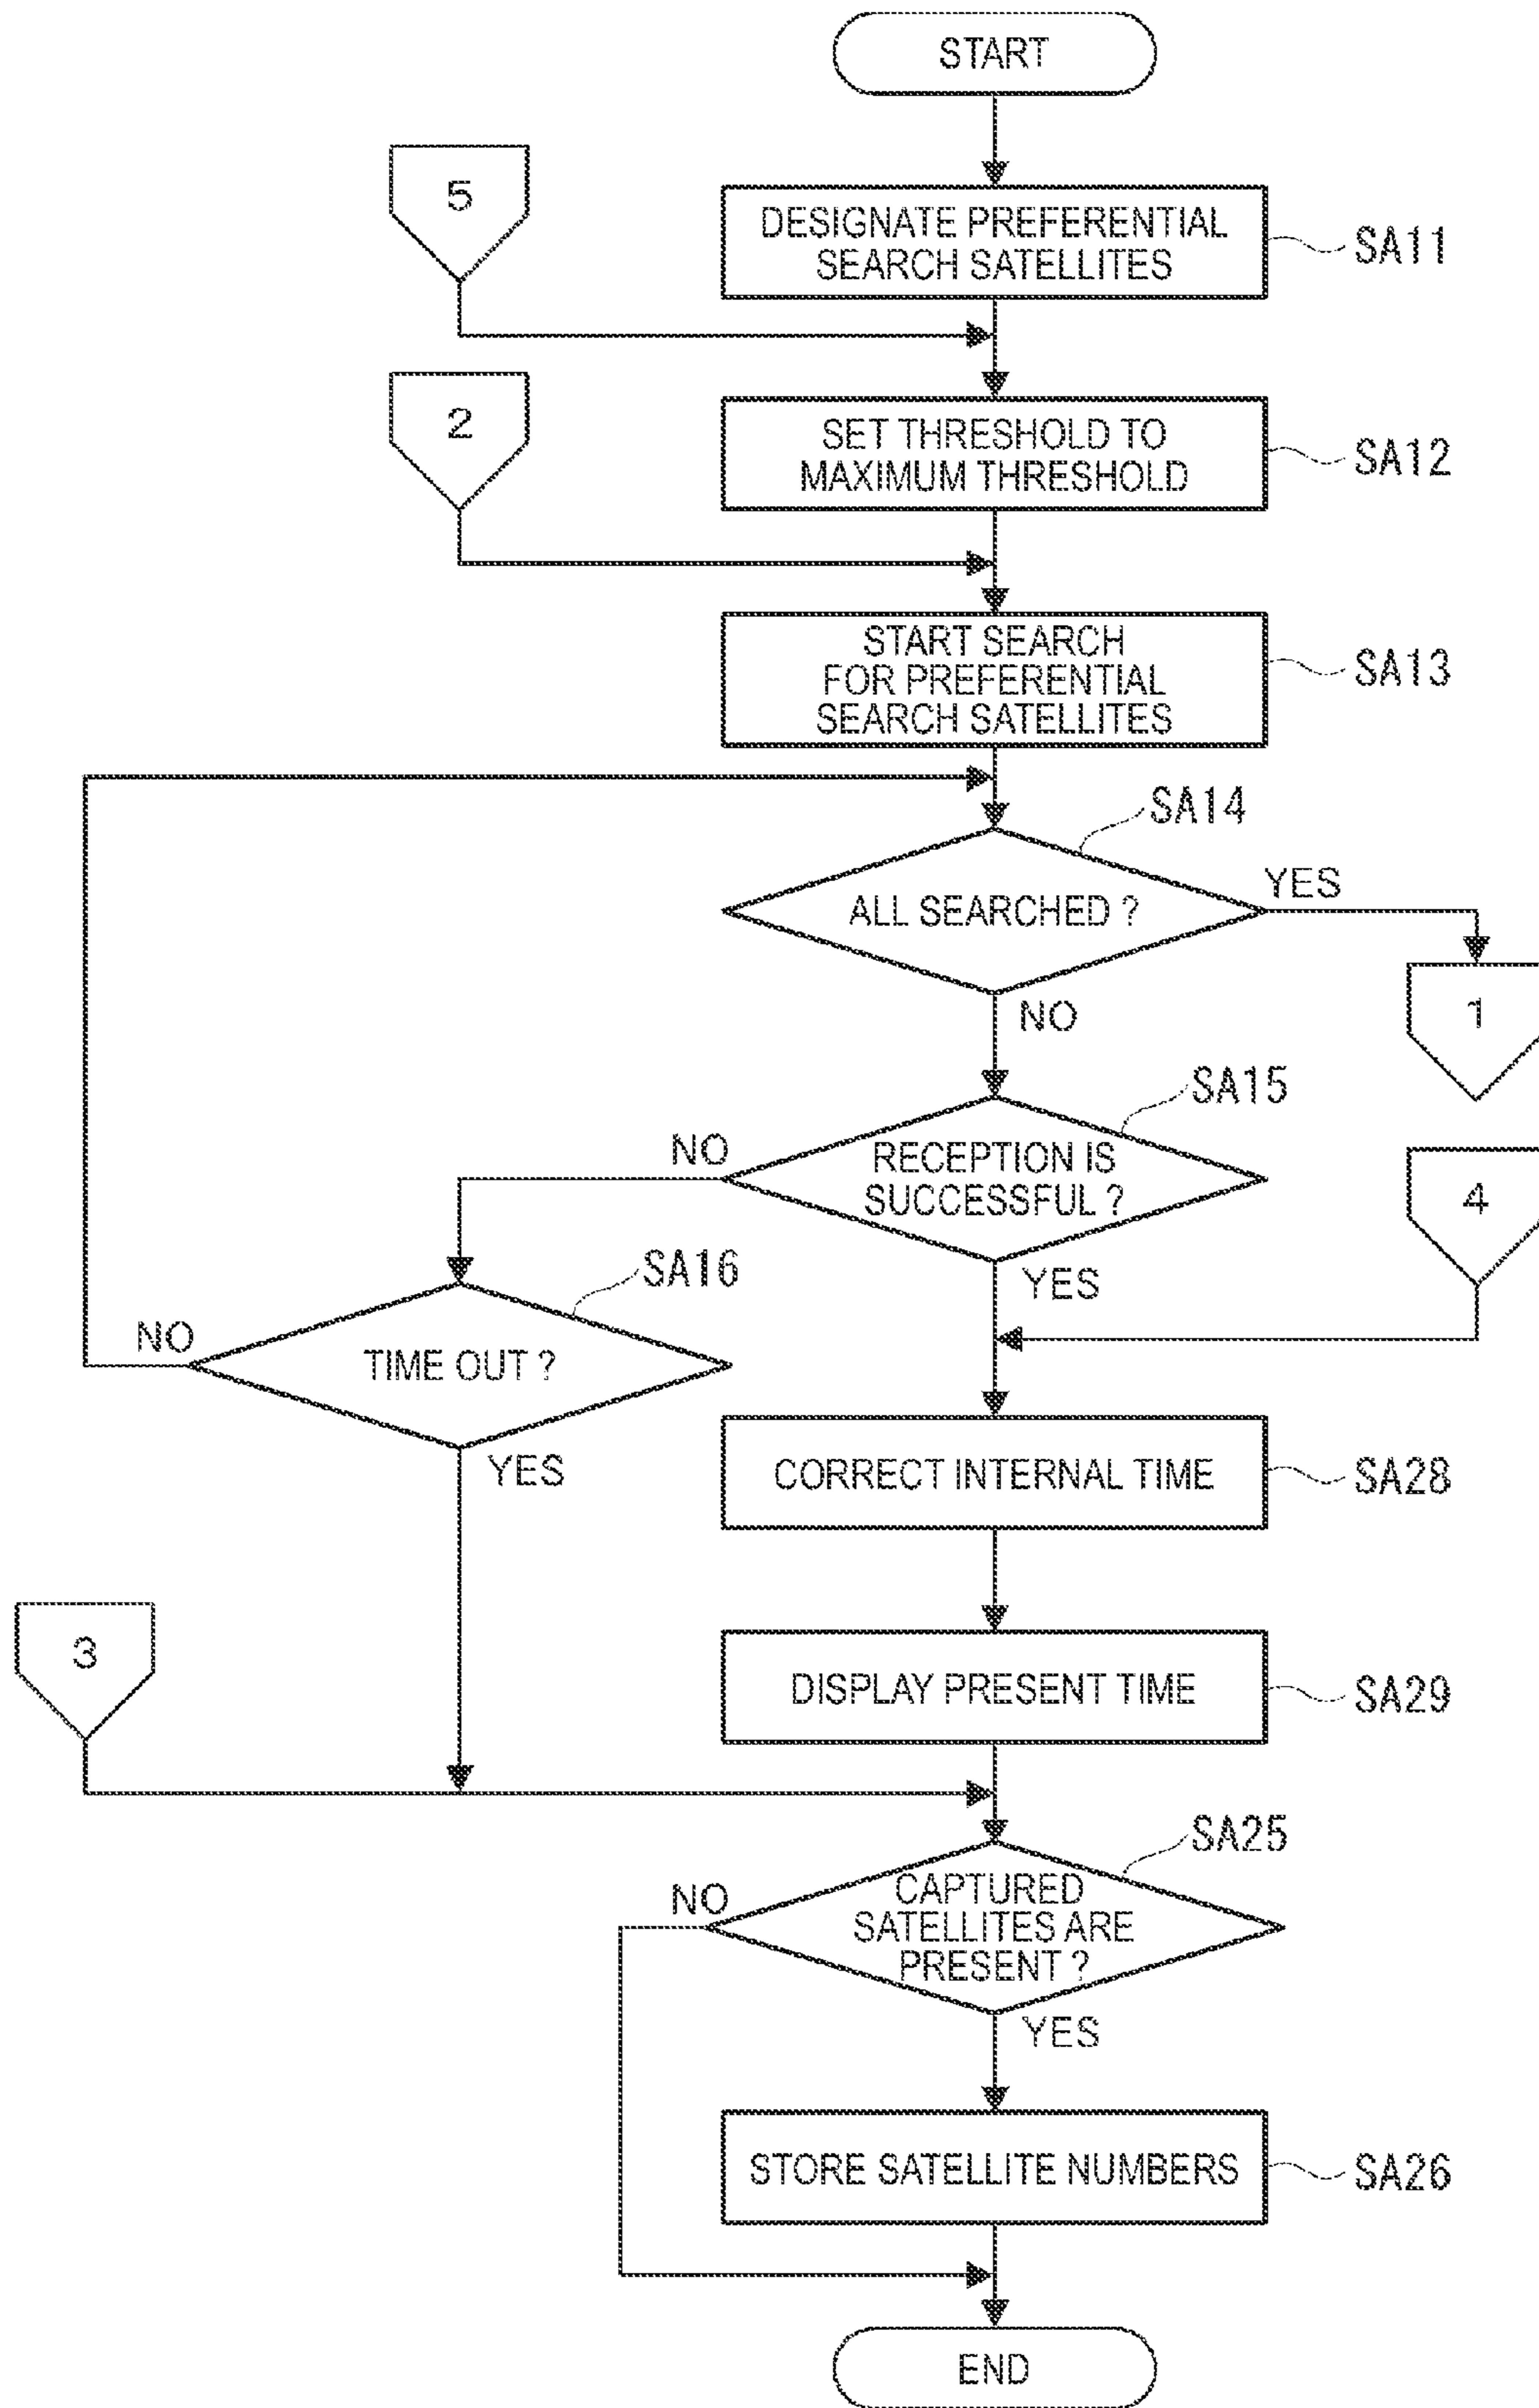 START
5
DESIGNATE PREFERENTIAL
SEARCH SATELLITES
SA11
2
SET THRESHOLD TO
MAXIMUM THRESHOLD
SA12
START SEARCH
FOR PREFERENTIAL
SEARCH SATELLITES
SA13
SA14
ALL SEARCHED ?
YES
NO
1
SA15
RECEPTION IS
SUCCESSFUL ?
NO
YES
4
SA16
TIME OUT ?
NO
YES
CORRECT INTERNAL TIME
SA28
3
DISPLAY PRESENT TIME
SA29
SA25
CAPTURED
SATELLITES ARE
PRESENT ?
NO
YES
STORE SATELLITE NUMBERS
SA26
END